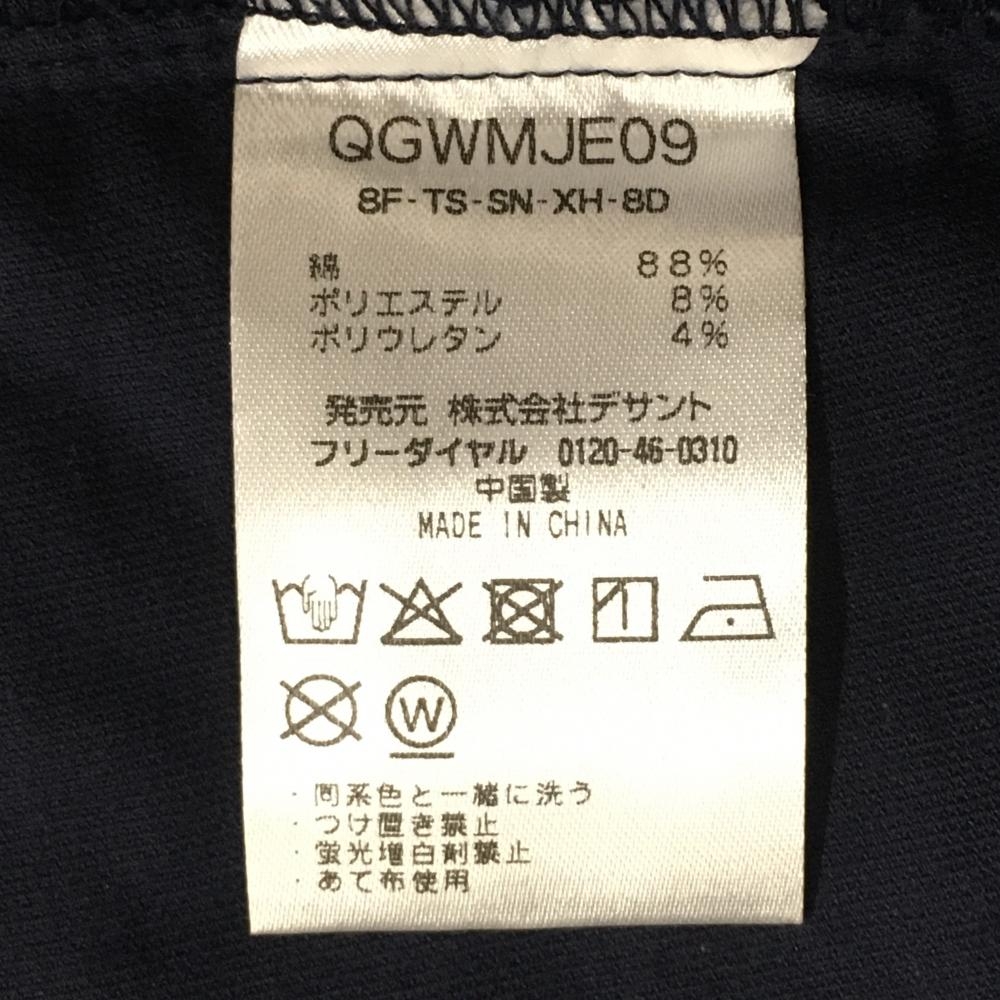 QGWMJE09
8F-TS-SN-XH-8D
綿 88%
ポリエステル 8%
ポリウレタン 4%
発売元 株式会社デサント
フリーダイヤル 0120-46-0310
中国製
MADE IN CHINA
W
・同系色と一緒に洗う
・つけ置き禁止
・蛍光増白剤禁止
・あて布使用